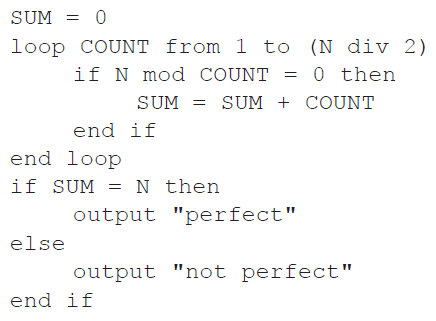 SUM = 0
loop COUNT from 1 to (N div 2)
     if N mod COUNT = 0 then
          SUM = SUM + COUNT
     end if
end loop
if SUM = N then
     output "perfect"
else
     output "not perfect"
end if